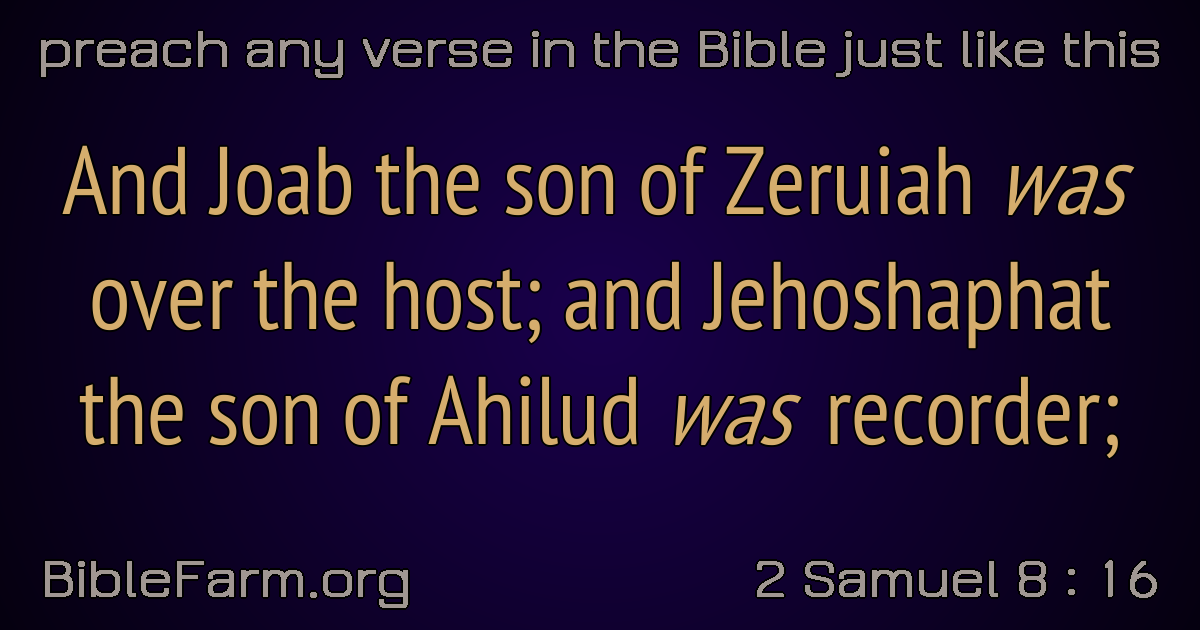 preach any verse in the Bible just like this
And Joab the son of Zeruiah was
over the host; and Jehoshaphat
the son of Ahilud was recorder;
BibleFarm.org
2 Samuel 8 : 16